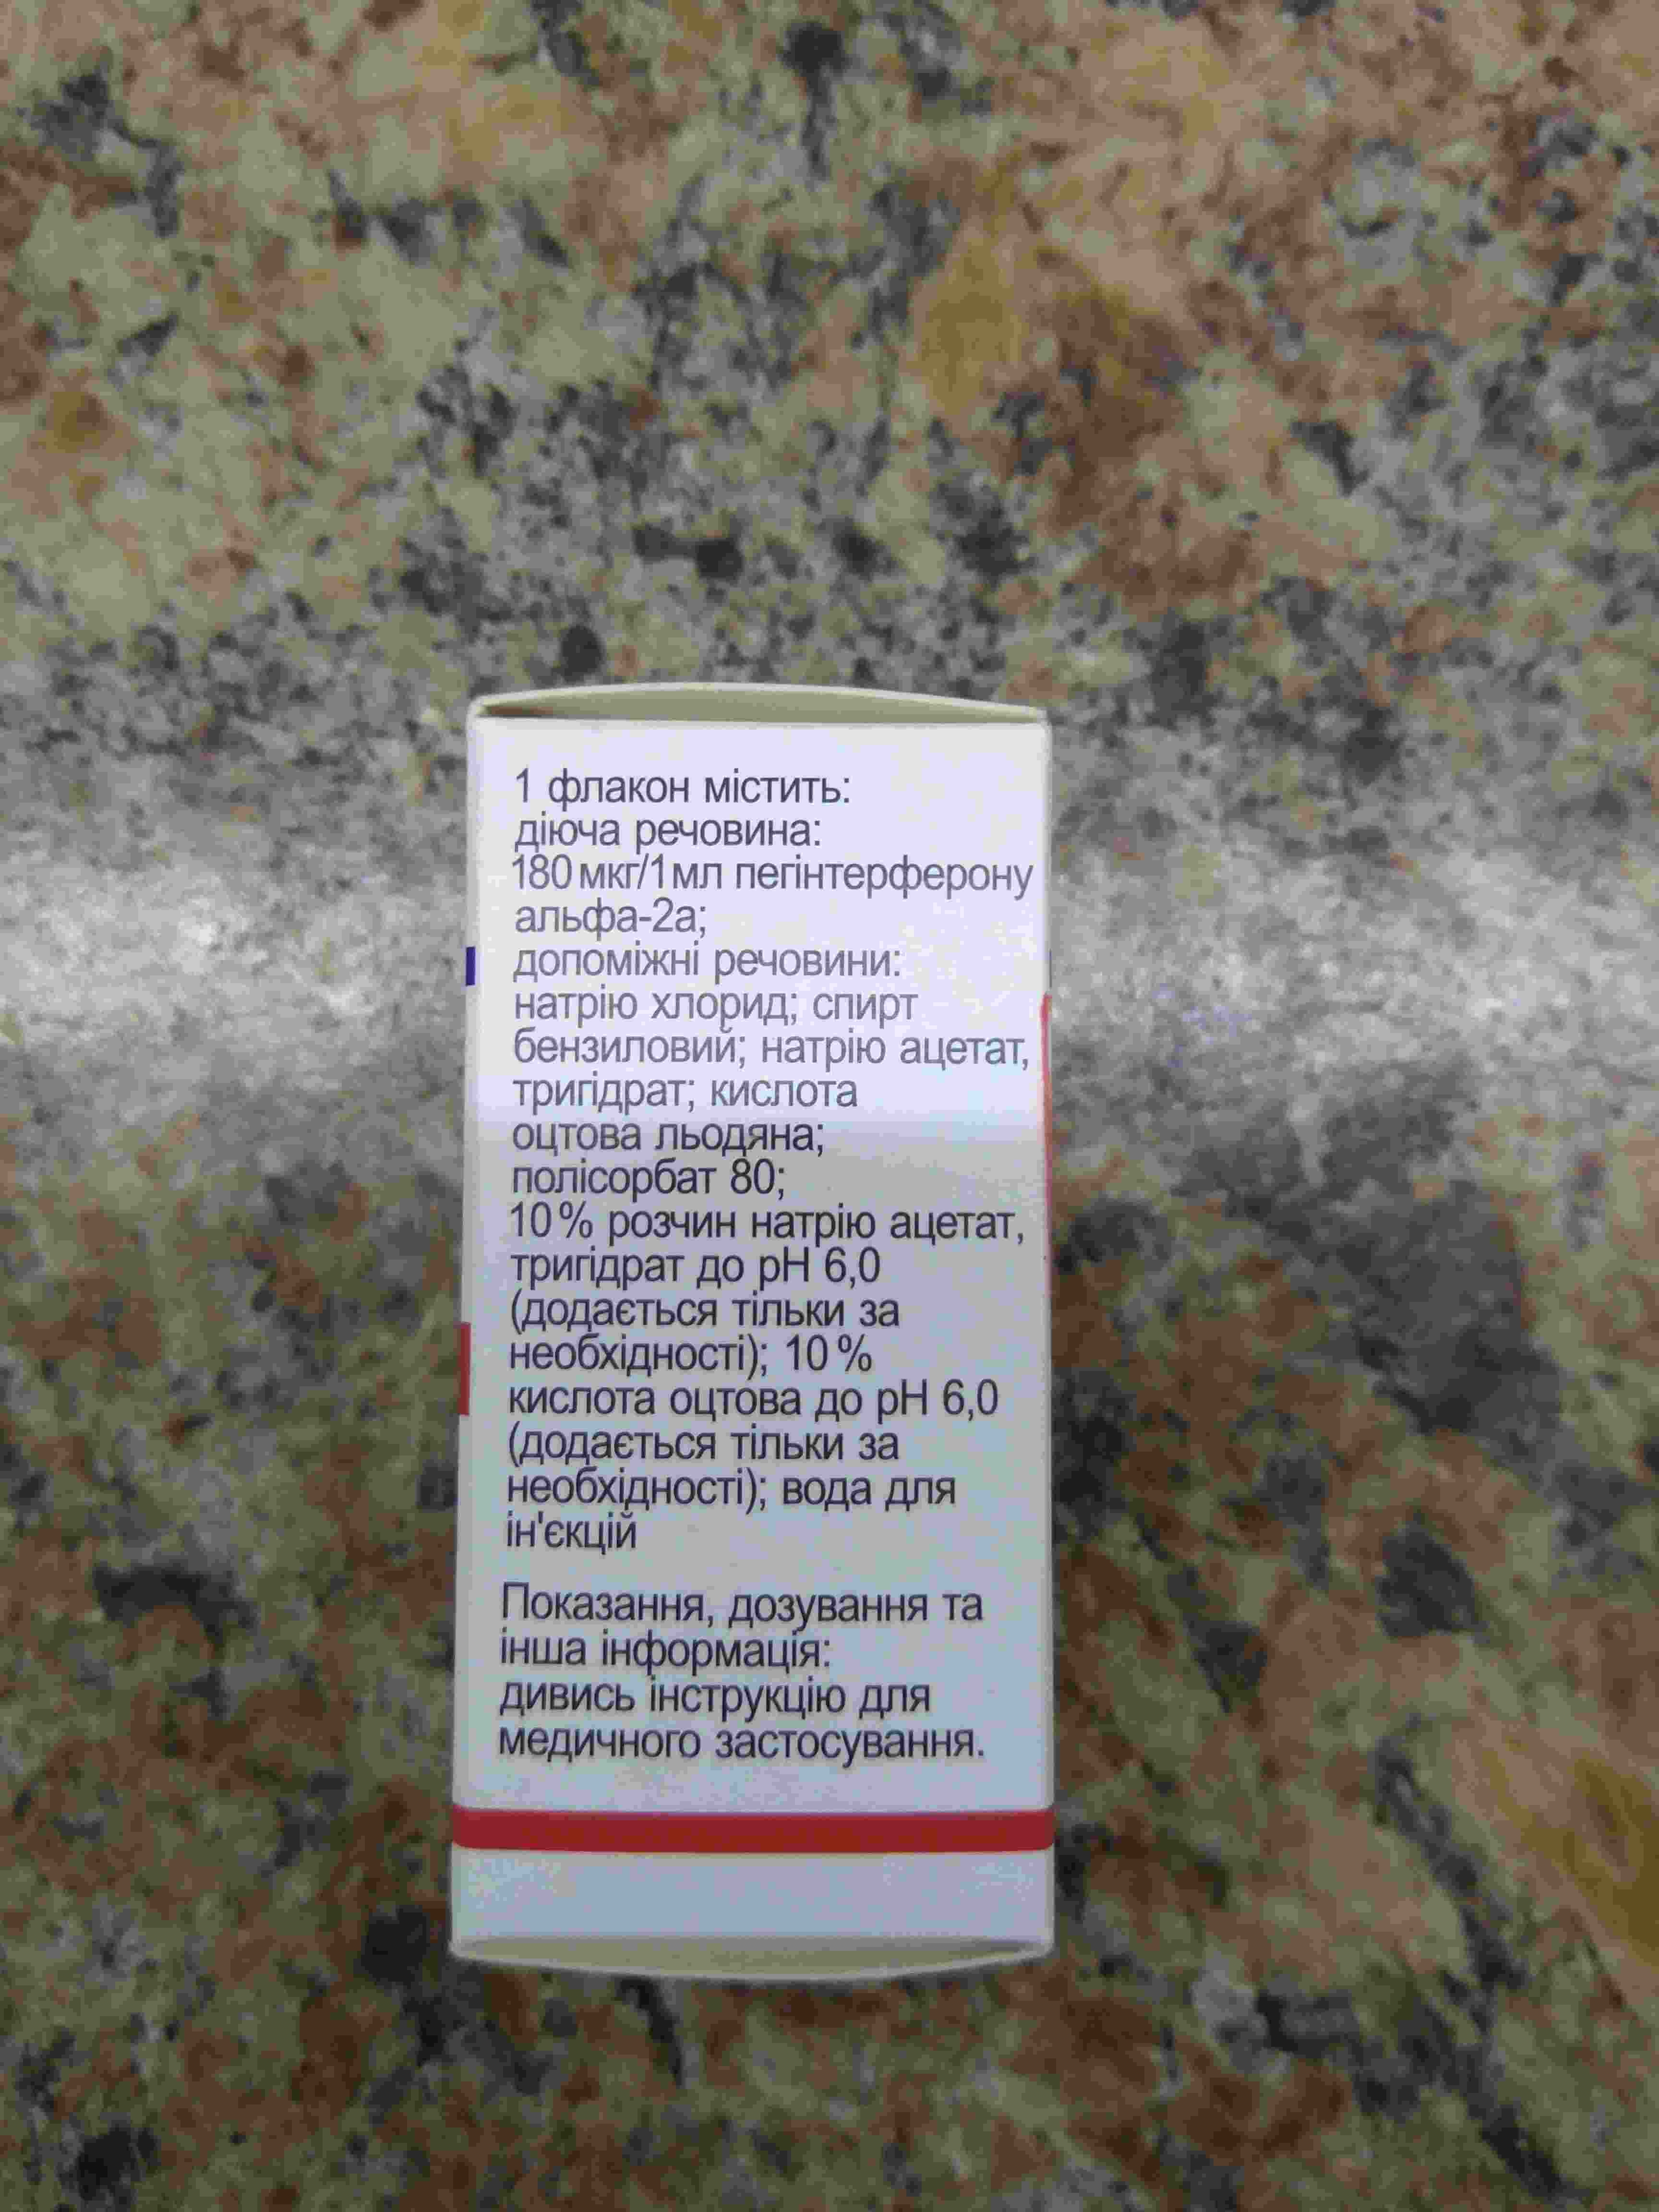 1 флакон містить:
діюча речовина:
180 мкг/1 мл пегінтерферону
альфа-2а;
допоміжні речовини:
натрію хлорид; спирт
бензиловий; натрію ацетат,
тригідрат; кислота
оцтова льодяна;
полісорбат 80;
10 % розчин натрію ацетат,
тригідрат до pH 6,0
(додається тільки за
необхідності); 10 %
кислота оцтова до pH 6,0
(додається тільки за
необхідності); вода для
ін'єкцій
Показання, дозування та
інша інформація:
дивись інструкцію для
медичного застосування.